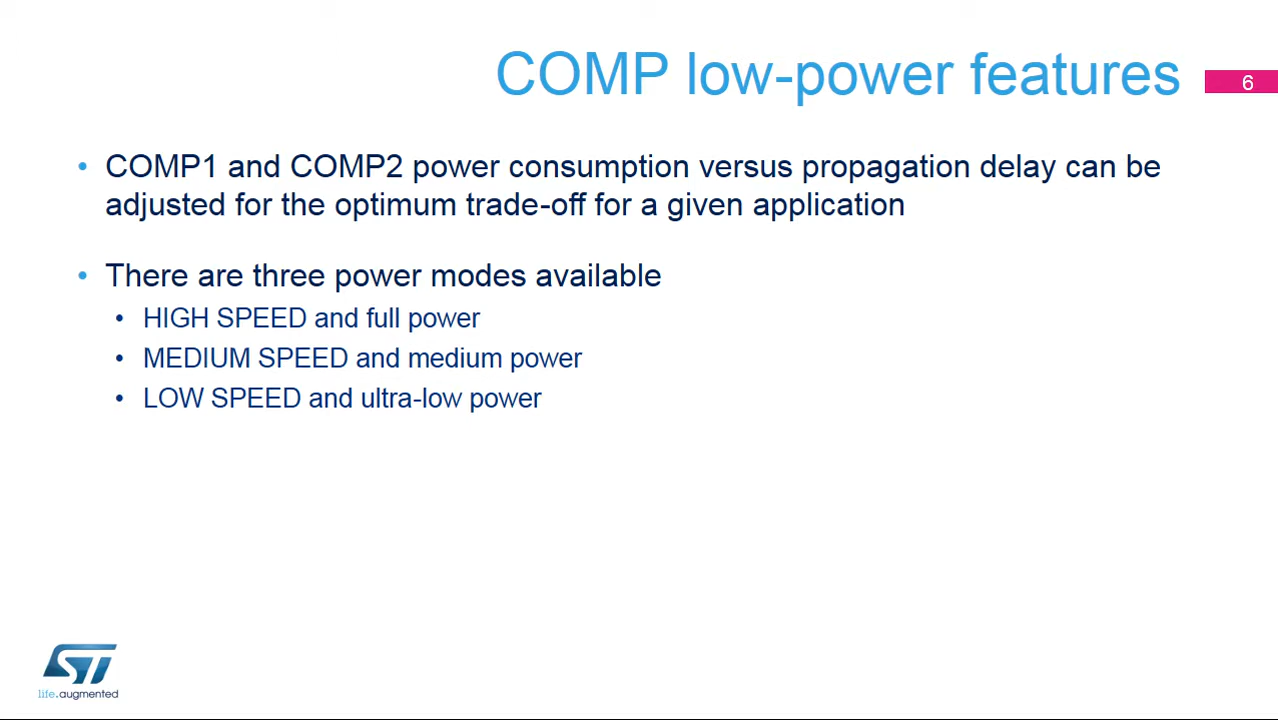 COMP low-power features
6
• COMP1 and COMP2 power consumption versus propagation delay can be
adjusted for the optimum trade-off for a given application
• There are three power modes available
• HIGH SPEED and full power
• MEDIUM SPEED and medium power
• LOW SPEED and ultra-low power
ST
life.augmented